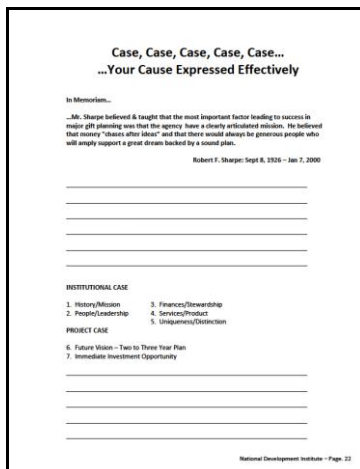 Case, Case, Case, Case, Case...
...Your Cause Expressed Effectively
In Memoriam...
...Mr. Sharpe believed & taught that the most important factor leading to success in
major gift planning was that the agency have a clearly articulated mission. He believed
that money "chases after ideas" and that there would always be generous people who
will amply support a great dream backed by a sound plan.
Robert F. Sharpe: Sept 8, 1926 – Jan 7, 2000
INSTITUTIONAL CASE
1. History/Mission 3. Finances/Stewardship
2. People/Leadership 4. Services/Product
5. Uniqueness/Distinction
PROJECT CASE
6. Future Vision – Two to Three Year Plan
7. Immediate Investment Opportunity
National Development Institute – Page. 22